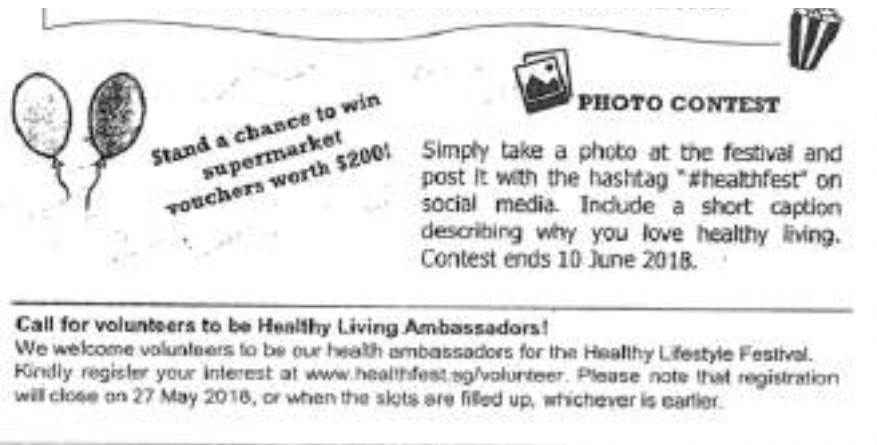 Stand a chance to win
supermarket
vouchers worth $200!
PHOTO CONTEST
Simply take a photo at the festival and
post it with the hashtag "#healthfest" on
social media. Include a short caption
describing why you love healthy living.
Contest ends 10 June 2018.
Call for volunteers to be Healthy Living Ambassadors!
We welcome volunteers to be our health ambassadors for the Healthy Lifestyle Festival.
Kindly register your interest at www.healthfest.sg/volunteer. Please note that registration
will close on 27 May 2018, or when the slots are filled up, whichever is earlier.